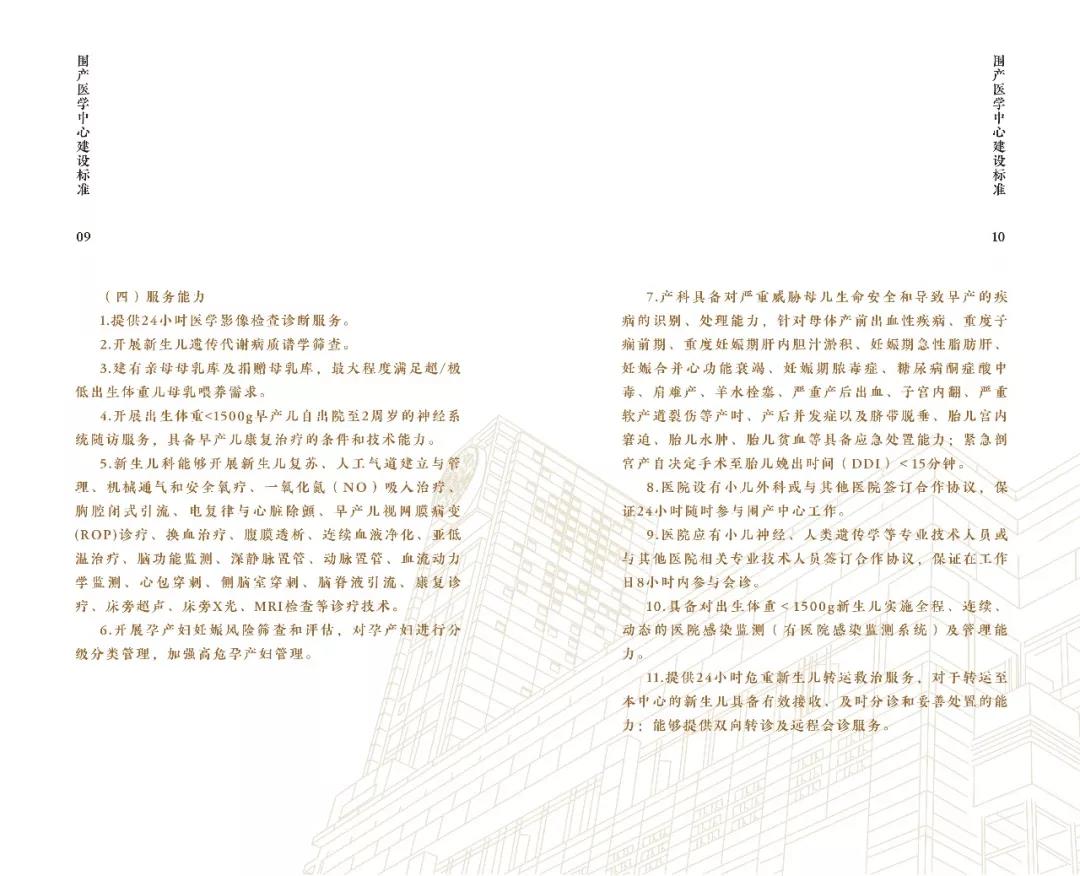 围产医学中心建设标准
09
（四）服务能力
1.提供24小时医学影像检查诊断服务。
2.开展新生儿遗传代谢病质谱学筛查。
3.建有亲母母乳库及捐赠母乳库，最大程度满足超/极
低出生体重儿母乳喂养需求。
4.开展出生体重<1500g早产儿自出院至2周岁的神经系
统随访服务，具备早产儿康复治疗的条件和技术能力。
5.新生儿科能够开展新生儿复苏、人工气道建立与管
理、机械通气和安全氧疗、一氧化氮（NO）吸入治疗、
胸腔闭式引流、电复律与心脏除颤、早产儿视网膜病变
(ROP)诊疗、换血治疗、腹膜透析、连续血液净化、亚低
温治疗、脑功能监测、深静脉置管、动脉置管、血流动力
学监测、心包穿刺、侧脑室穿刺、脑脊液引流、康复诊
疗、床旁超声、床旁X光、MRI检查等诊疗技术。
6.开展孕产妇妊娠风险筛查和评估，对孕产妇进行分
级分类管理，加强高危孕产妇管理。
围产医学中心建设标准
10
7.产科具备对严重威胁母儿生命安全和导致早产的疾
病的识别、处理能力，针对母体产前出血性疾病、重度子
痫前期、重度妊娠期肝内胆汁淤积、妊娠期急性脂肪肝、
妊娠合并心功能衰竭、妊娠期脓毒症、糖尿病酮症酸中
毒、肩难产、羊水栓塞、严重产后出血、子宫内翻、严重
软产道裂伤等产时、产后并发症以及脐带脱垂、胎儿宫内
窘迫、胎儿水肿、胎儿贫血等具备应急处置能力；紧急剖
宫产自决定手术至胎儿娩出时间（DDI）<15分钟。
8.医院设有小儿外科或与其他医院签订合作协议，保
证24小时随时参与围产中心工作。
9.医院应有小儿神经、人类遗传学等专业技术人员或
与其他医院相关专业技术人员签订合作协议，保证在工作
日8小时内参与会诊。
10.具备对出生体重<1500g新生儿实施全程、连续、
动态的医院感染监测（有医院感染监测系统）及管理能
力。
11.提供24小时危重新生儿转运救治服务，对于转运至
本中心的新生儿具备有效接收、及时分诊和妥善处置的能
力；能够提供双向转诊及远程会诊服务。